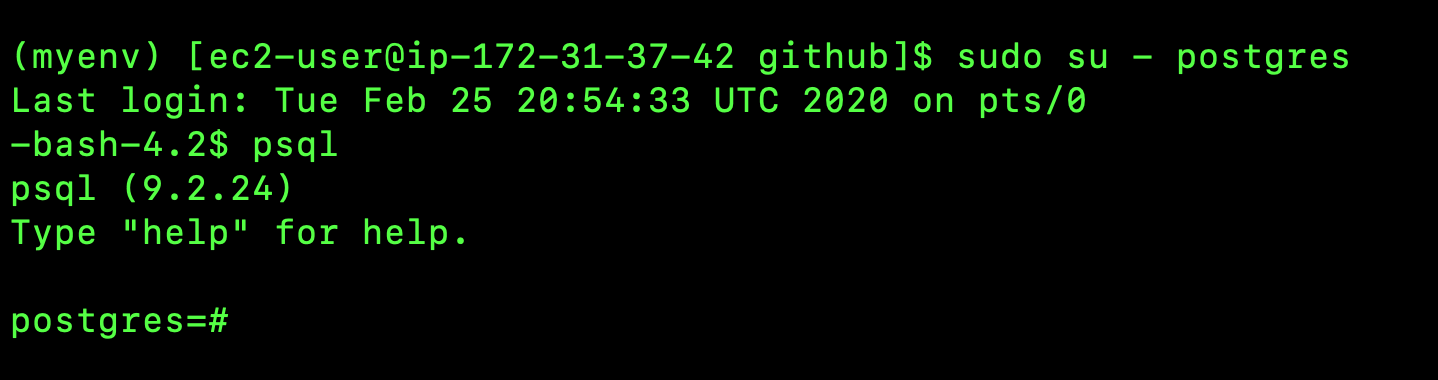 (myenv) [ec2-user@ip-172-31-37-42 github]$ sudo su - postgres
Last login: Tue Feb 25 20:54:33 UTC 2020 on pts/0
-bash-4.2$ psql
psql (9.2.24)
Type "help" for help.
postgres=#